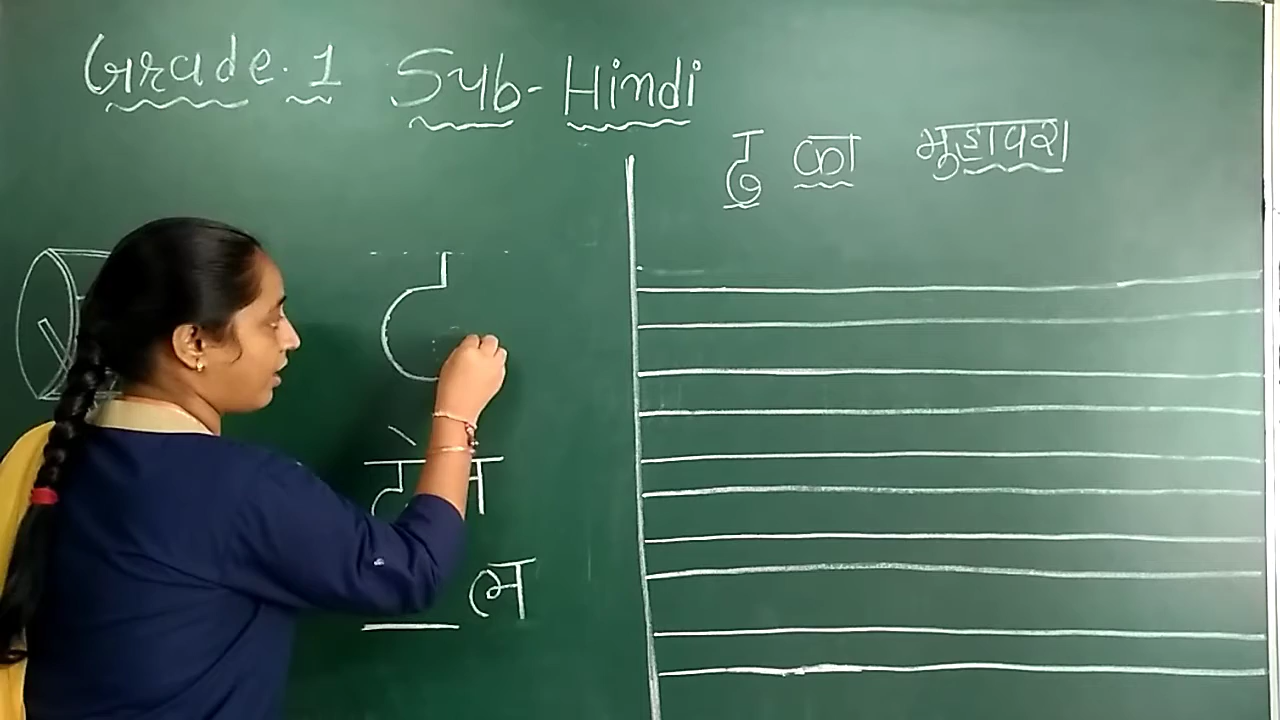 Grade. 1 Sub- Hindi
ढ का मुहावरा
ढ
ल